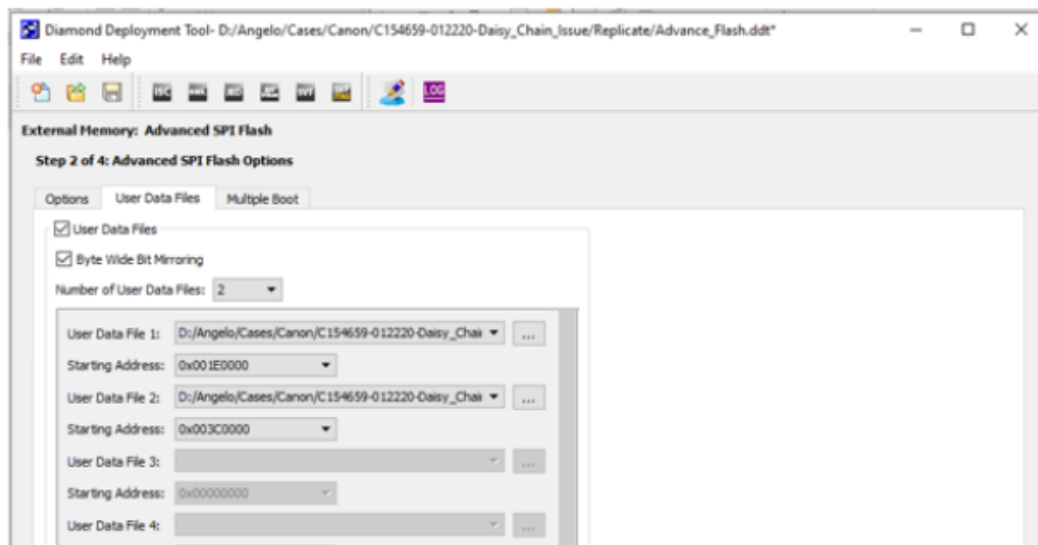 Diamond Deployment Tool- D:/Angelo/Cases/Canon/C154659-012220-Daisy_Chain_Issue/Replicate/Advance_Flash.ddt*
File Edit Help
LOG
External Memory: Advanced SPI Flash
Step 2 of 4: Advanced SPI Flash Options
Options User Data Files Multiple Boot
User Data Files
Byte Wide Bit Mirroring
Number of User Data Files: 2
User Data File 1: D:/Angelo/Cases/Canon/C154659-012220-Daisy_Chai ...
Starting Address: 0x001E0000
User Data File 2: D:/Angelo/Cases/Canon/C154659-012220-Daisy_Chai ...
Starting Address: 0x003C0000
User Data File 3: ...
Starting Address: 0x00000000
User Data File 4: ...